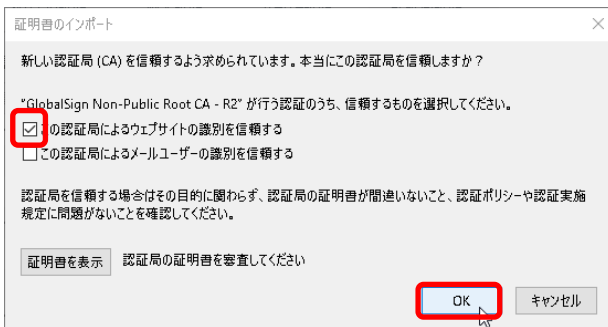 証明書のインポート
新しい認証局 (CA) を信頼するよう求められています。本当にこの認証局を信頼しますか？
"GlobalSign Non-Public Root CA - R2" が行う認証のうち、信頼するものを選択してください。
この認証局によるウェブサイトの識別を信頼する
この認証局によるメールユーザーの識別を信頼する
認証局を信頼する場合はその目的に関わらず、認証局の証明書が間違いないこと、認証ポリシーや認証実施
規定に問題がないことを確認してください。
証明書を表示 認証局の証明書を審査してください
OK キャンセル